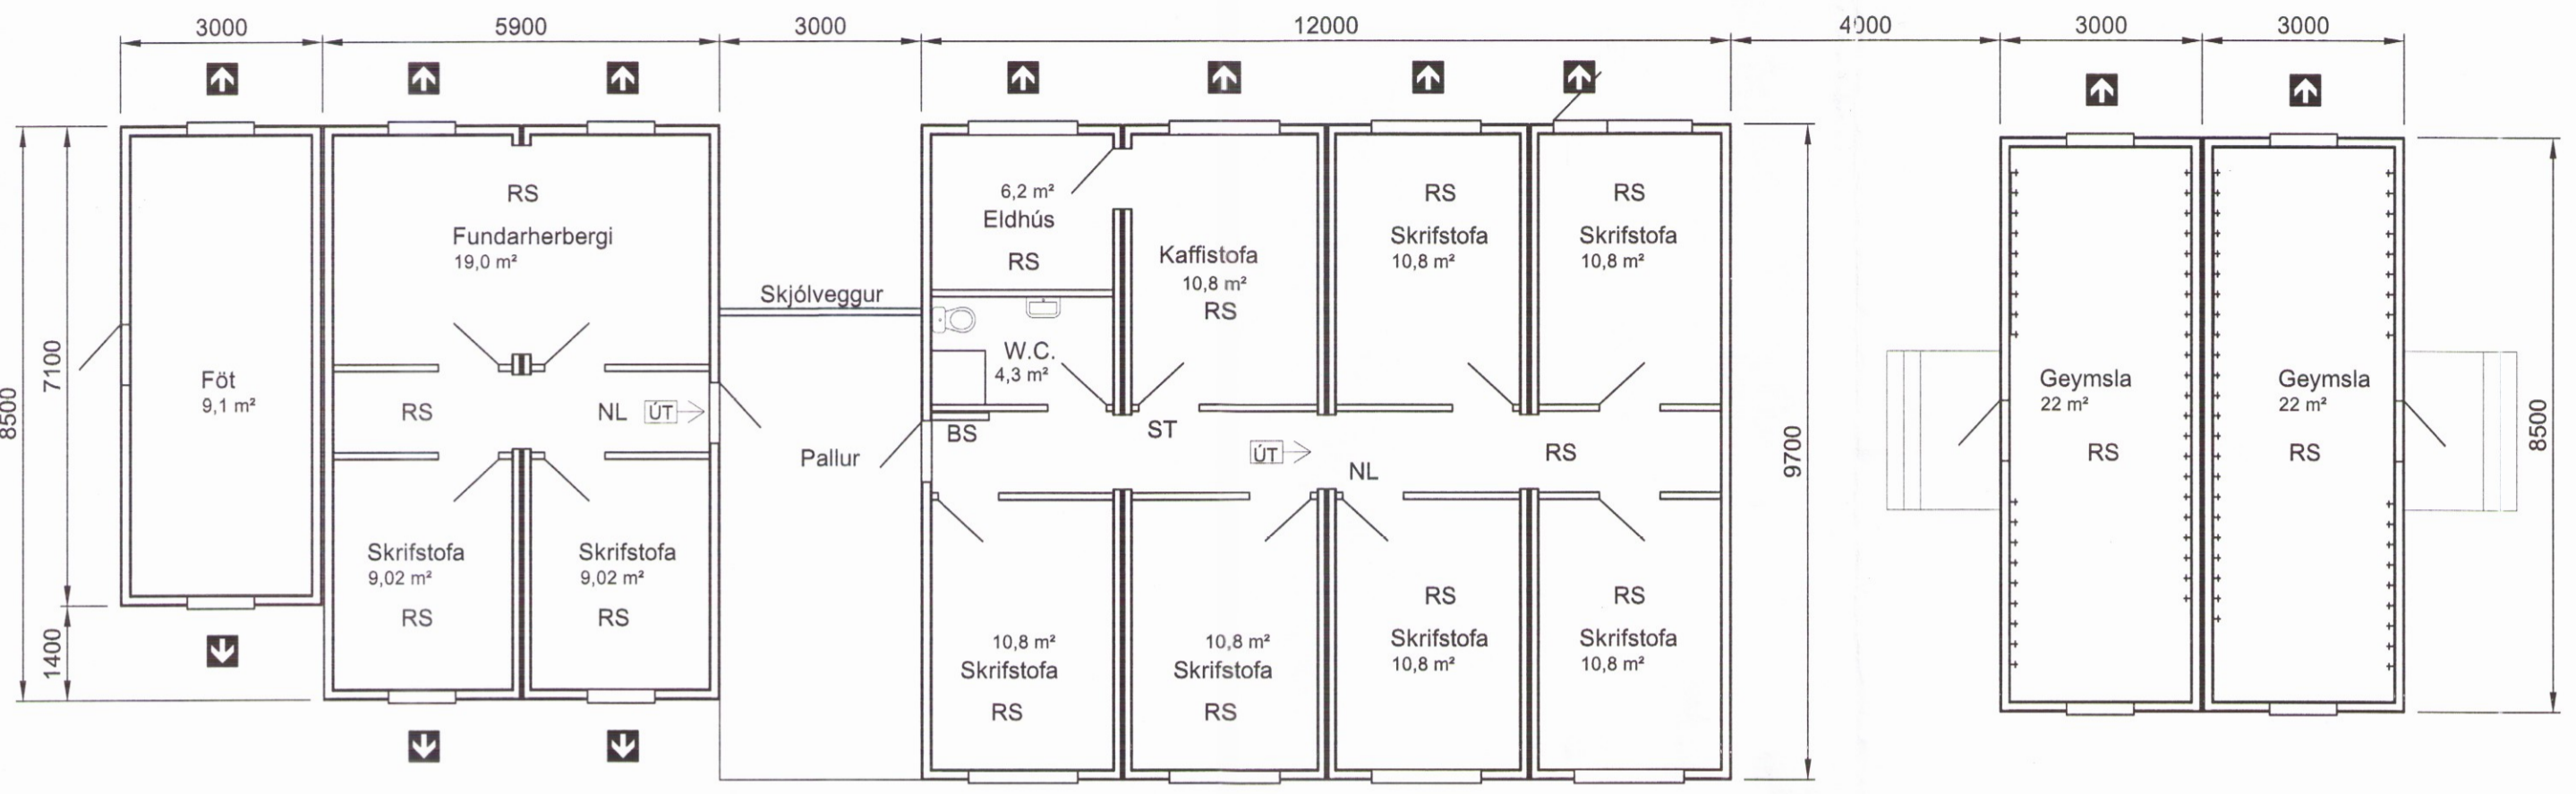 3000
5900
3000
12000
4000
3000
3000
8500
7100
1400
Föt
9,1 m²
RS
Fundarherbergi
19,0 m²
RS
NL
ÚT
Skrifstofa
9,02 m²
RS
Skrifstofa
9,02 m²
RS
Skjólveggur
Pallur
6,2 m²
Eldhús
RS
W.C.
4,3 m²
BS
Kaffistofa
10,8 m²
RS
ST
RS
Skrifstofa
10,8 m²
RS
Skrifstofa
10,8 m²
ÚT
NL
RS
10,8 m²
Skrifstofa
RS
10,8 m²
Skrifstofa
RS
RS
Skrifstofa
10,8 m²
RS
Skrifstofa
10,8 m²
9700
Geymsla
22 m²
RS
Geymsla
22 m²
RS
8500